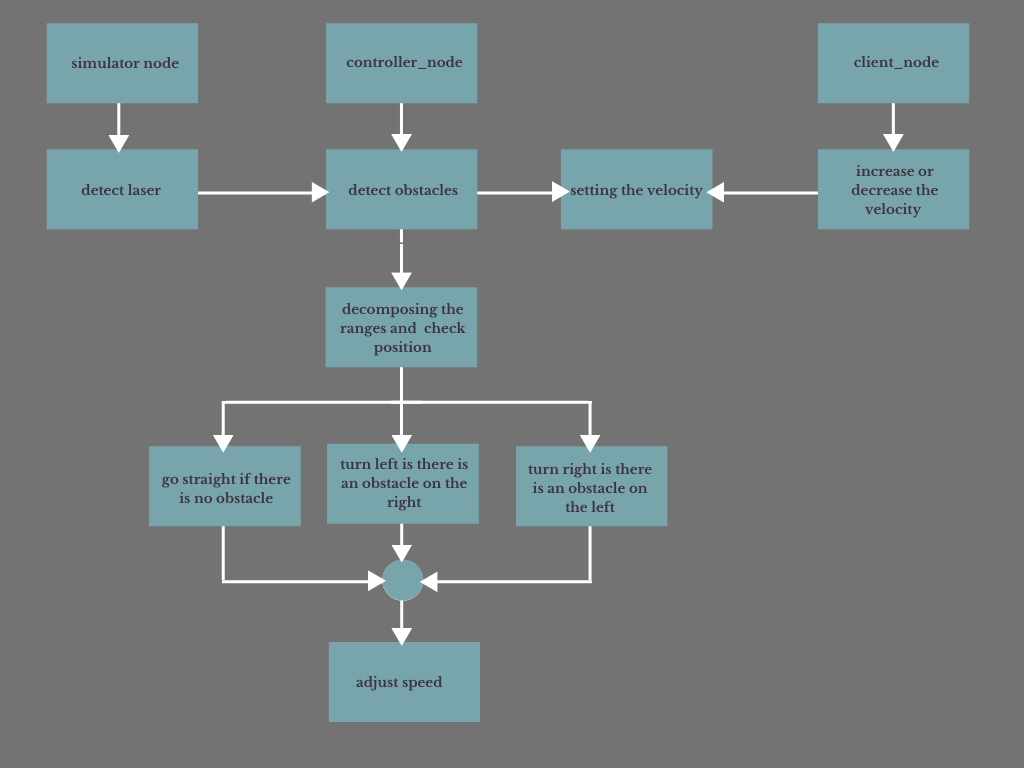 simulator node
controller_node
client_node
detect laser
detect obstacles
setting the velocity
increase or
decrease the
velocity
decomposing the
ranges and  check
position
go straight if there
is no obstacle
turn left is there is
an obstacle on the
right
turn right is there
is an obstacle on
the left
adjust speed